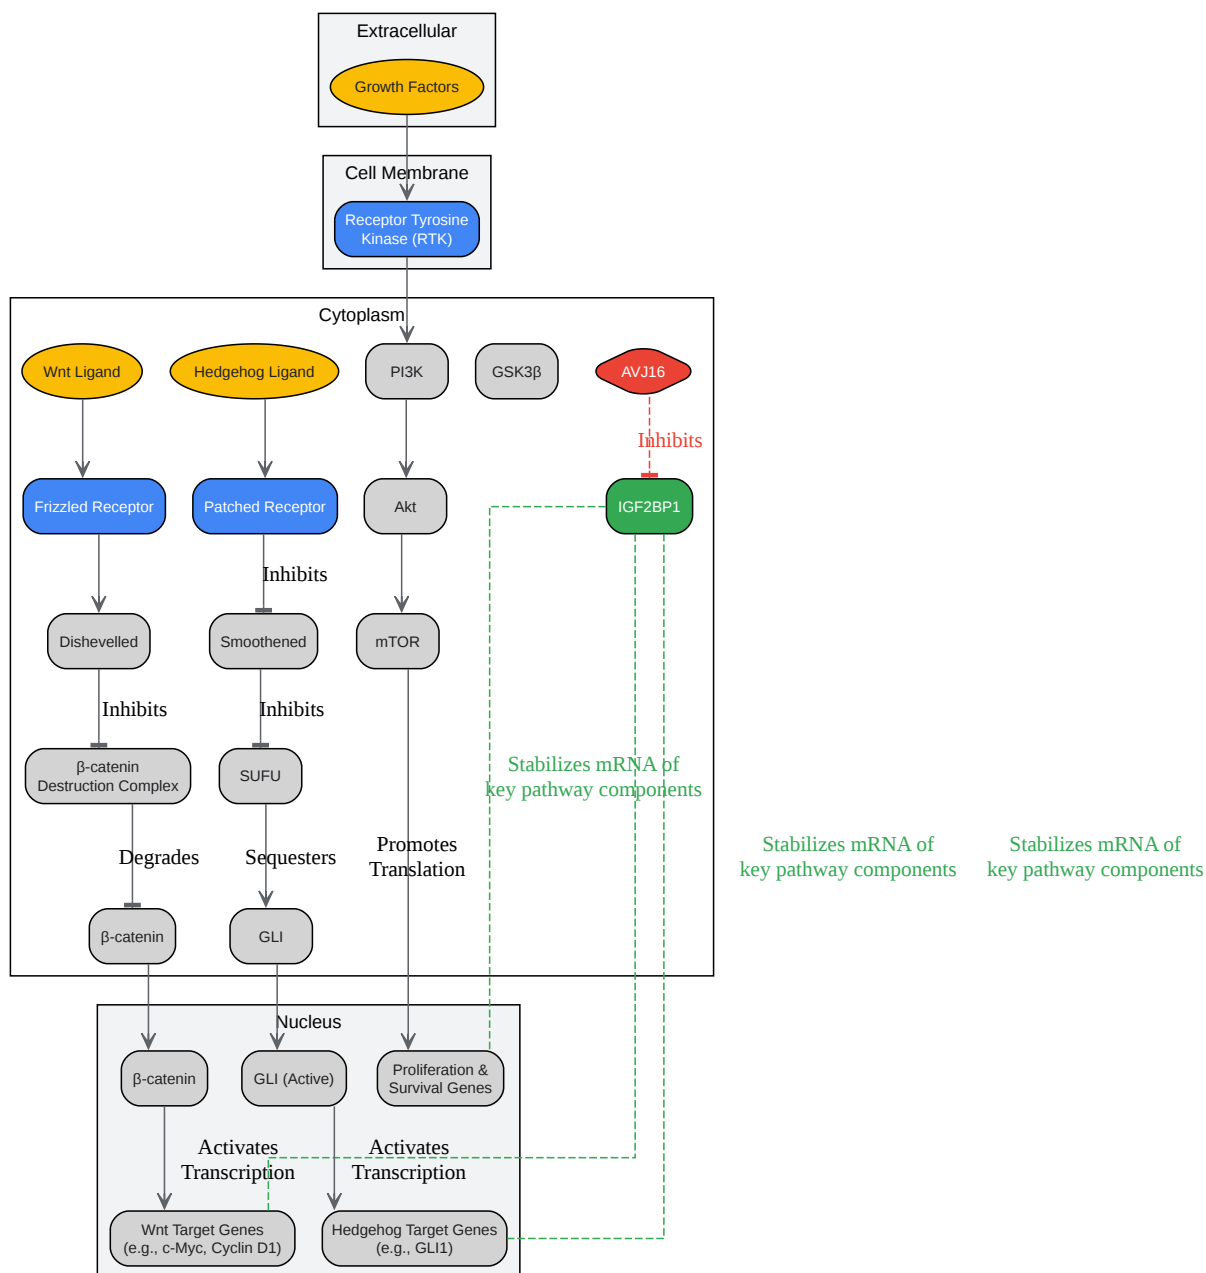 Extracellular
Growth Factors
Cell Membrane
Receptor Tyrosine
Kinase (RTK)
Cytoplasm
Wnt Ligand
Hedgehog Ligand
PI3K
GSK3β
AVJ16
Inhibits
Frizzled Receptor
Patched Receptor
Akt
IGF2BP1
Inhibits
Dishevelled
Smoothened
mTOR
Inhibits
Inhibits
β-catenin
Destruction Complex
SUFU
Stabilizes mRNA of
key pathway components
Degrades
Sequesters
Promotes
Translation
Stabilizes mRNA of
key pathway components
Stabilizes mRNA of
key pathway components
β-catenin
GLI
Nucleus
β-catenin
GLI (Active)
Proliferation &
Survival Genes
Activates
Transcription
Activates
Transcription
Wnt Target Genes
(e.g., c-Myc, Cyclin D1)
Hedgehog Target Genes
(e.g., GLI1)